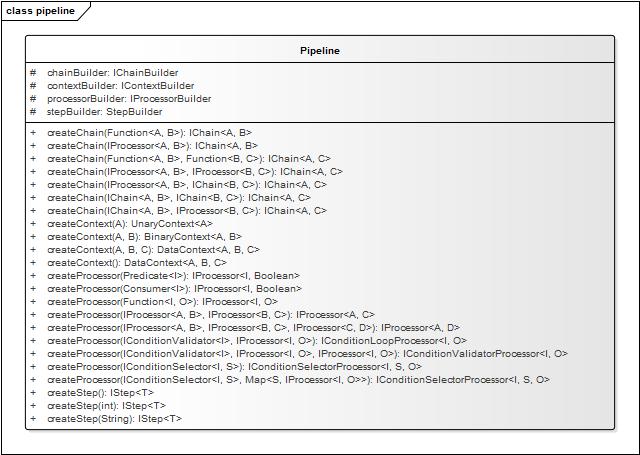 class pipeline
Pipeline
# chainBuilder: IChainBuilder
# contextBuilder: IContextBuilder
# processorBuilder: IProcessorBuilder
# stepBuilder: StepBuilder
+ createChain(Function<A, B>): IChain<A, B>
+ createChain(IProcessor<A, B>): IChain<A, B>
+ createChain(Function<A, B>, Function<B, C>): IChain<A, C>
+ createChain(IProcessor<A, B>, IProcessor<B, C>): IChain<A, C>
+ createChain(IProcessor<A, B>, IChain<B, C>): IChain<A, C>
+ createChain(IChain<A, B>, IChain<B, C>): IChain<A, C>
+ createChain(IChain<A, B>, IProcessor<B, C>): IChain<A, C>
+ createContext(A): UnaryContext<A>
+ createContext(A, B): BinaryContext<A, B>
+ createContext(A, B, C): DataContext<A, B, C>
+ createContext(): DataContext<A, B, C>
+ createProcessor(Predicate<I>): IProcessor<I, Boolean>
+ createProcessor(Consumer<I>): IProcessor<I, Boolean>
+ createProcessor(Function<I, O>): IProcessor<I, O>
+ createProcessor(IProcessor<A, B>, IProcessor<B, C>): IProcessor<A, C>
+ createProcessor(IProcessor<A, B>, IProcessor<B, C>, IProcessor<C, D>): IProcessor<A, D>
+ createProcessor(IConditionValidator<I>, IProcessor<I, O>): IConditionLoopProcessor<I, O>
+ createProcessor(IConditionValidator<I>, IProcessor<I, O>, IProcessor<I, O>): IConditionValidatorProcessor<I, O>
+ createProcessor(IConditionSelector<I, S>): IConditionSelectorProcessor<I, S, O>
+ createProcessor(IConditionSelector<I, S>, Map<S, IProcessor<I, O>>): IConditionSelectorProcessor<I, S, O>
+ createStep(): IStep<T>
+ createStep(int): IStep<T>
+ createStep(String): IStep<T>